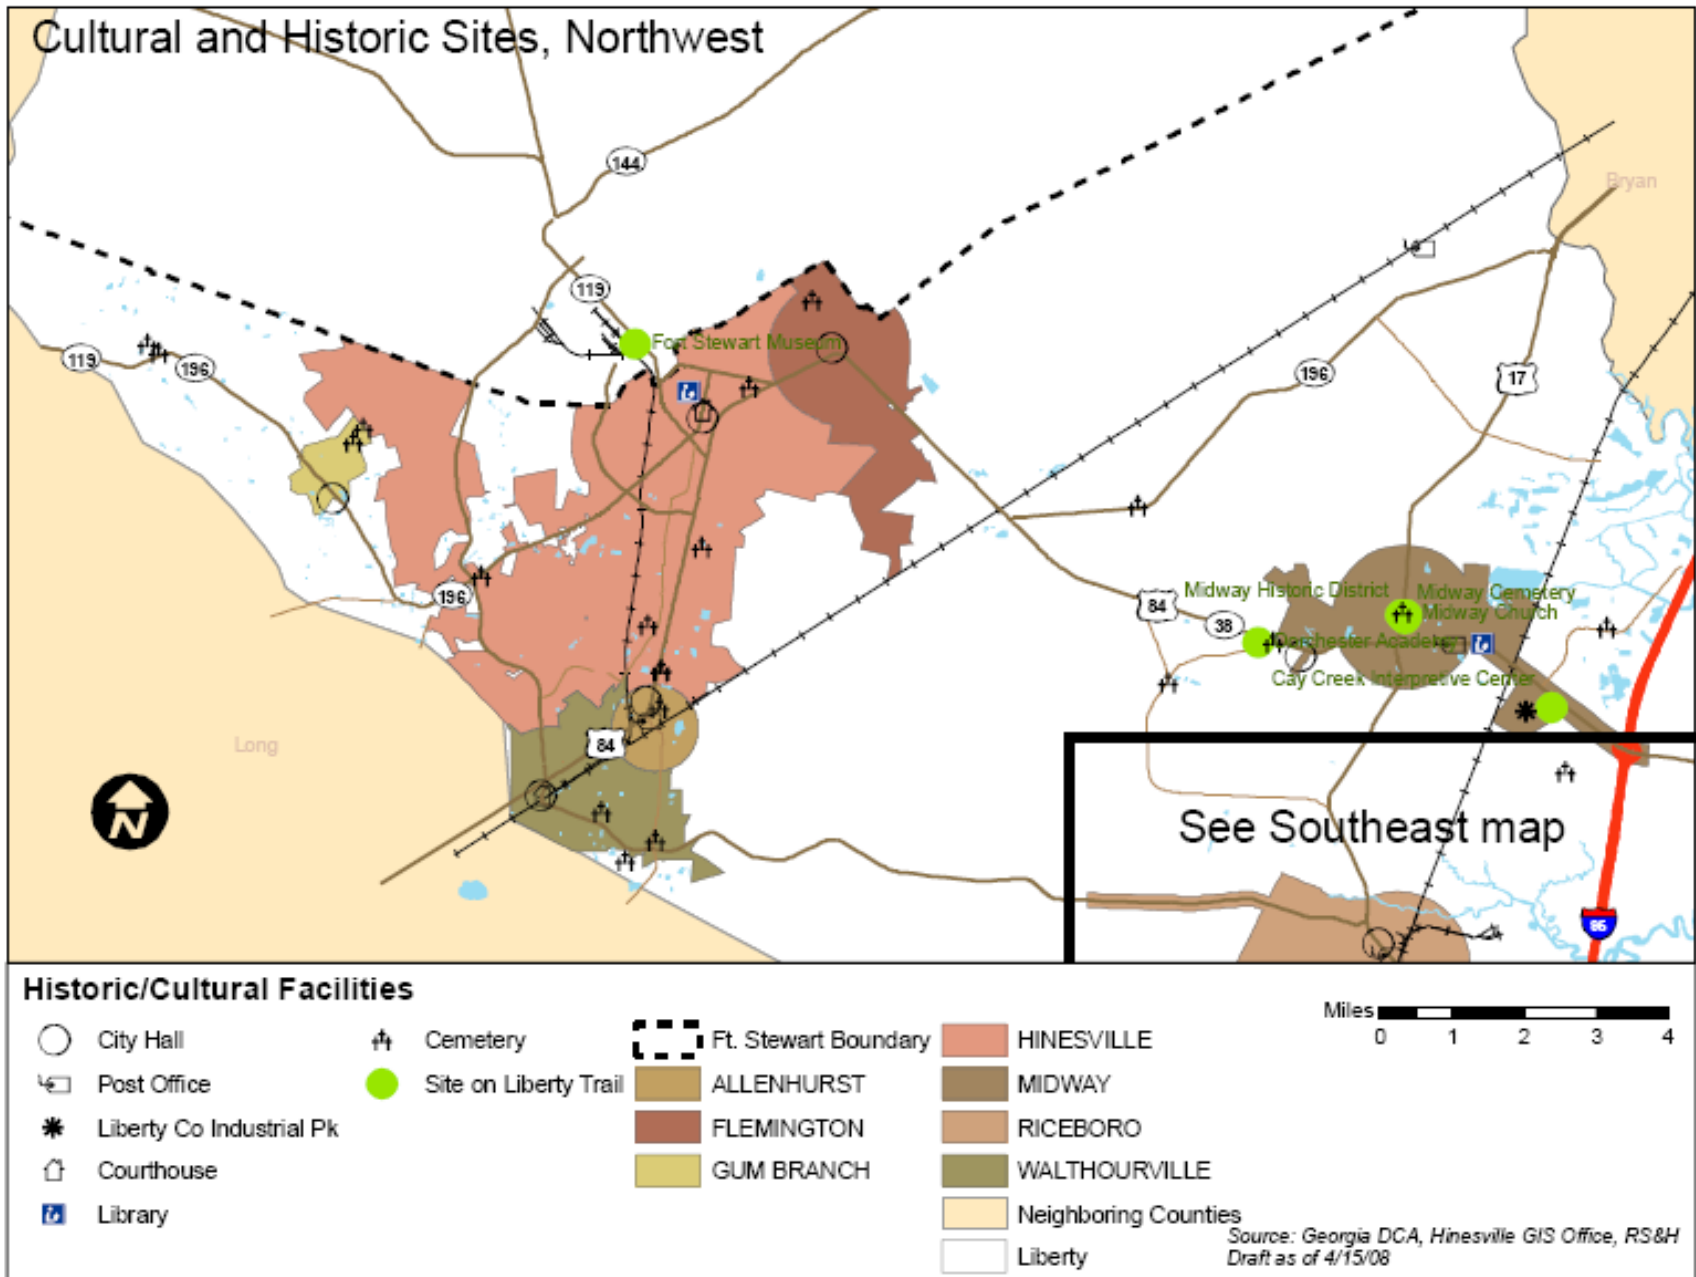 Cultural and Historic Sites, Northwest
144
Bryan
119
Fort Stewart Museum
119
196
196
17
196
84
38
Midway Historic District
Midway Cemetery
Midway Church
Dorchester Academy
Cay Creek Interpretive Center
Long
84
See Southeast map
95
N
Historic/Cultural Facilities
City Hall
Post Office
Liberty Co Industrial Pk
Courthouse
Library
Cemetery
Site on Liberty Trail
Ft. Stewart Boundary
ALLENHURST
FLEMINGTON
GUM BRANCH
HINESVILLE
MIDWAY
RICEBORO
WALTHOURVILLE
Neighboring Counties
Liberty
Miles
0 1 2 3 4
Source: Georgia DCA, Hinesville GIS Office, RS&H
Draft as of 4/15/08